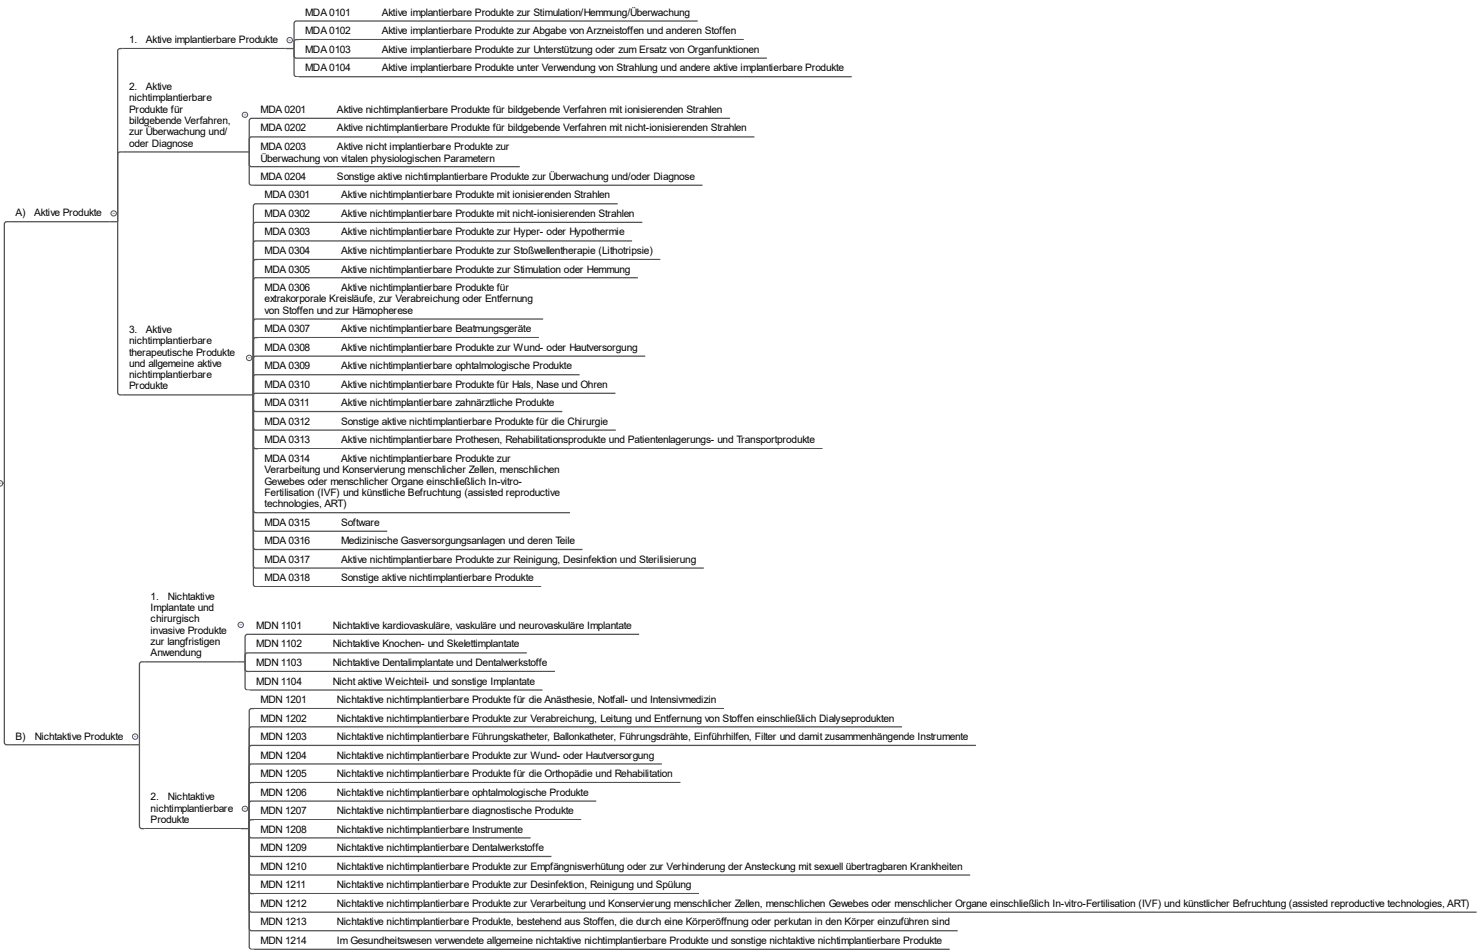 A) Aktive Produkte
1. Aktive implantierbare Produkte
MDA 0101 Aktive implantierbare Produkte zur Stimulation/Hemmung/Überwachung
MDA 0102 Aktive implantierbare Produkte zur Abgabe von Arzneistoffen und anderen Stoffen
MDA 0103 Aktive implantierbare Produkte zur Unterstützung oder zum Ersatz von Organfunktionen
MDA 0104 Aktive implantierbare Produkte unter Verwendung von Strahlung und andere aktive implantierbare Produkte
2. Aktive
nichtimplantierbare
Produkte für
bildgebende Verfahren,
zur Überwachung und/
oder Diagnose
MDA 0201 Aktive nichtimplantierbare Produkte für bildgebende Verfahren mit ionisierenden Strahlen
MDA 0202 Aktive nichtimplantierbare Produkte für bildgebende Verfahren mit nicht-ionisierenden Strahlen
MDA 0203 Aktive nicht implantierbare Produkte zur
Überwachung von vitalen physiologischen Parametern
MDA 0204 Sonstige aktive nichtimplantierbare Produkte zur Überwachung und/oder Diagnose
3. Aktive
nichtimplantierbare
therapeutische Produkte
und allgemeine aktive
nichtimplantierbare
Produkte
MDA 0301 Aktive nichtimplantierbare Produkte mit ionisierenden Strahlen
MDA 0302 Aktive nichtimplantierbare Produkte mit nicht-ionisierenden Strahlen
MDA 0303 Aktive nichtimplantierbare Produkte zur Hyper- oder Hypothermie
MDA 0304 Aktive nichtimplantierbare Produkte zur Stoßwellentherapie (Lithotripsie)
MDA 0305 Aktive nichtimplantierbare Produkte zur Stimulation oder Hemmung
MDA 0306 Aktive nichtimplantierbare Produkte für
extrakorporale Kreisläufe, zur Verabreichung oder Entfernung
von Stoffen und zur Hämopherese
MDA 0307 Aktive nichtimplantierbare Beatmungsgeräte
MDA 0308 Aktive nichtimplantierbare Produkte zur Wund- oder Hautversorgung
MDA 0309 Aktive nichtimplantierbare ophtalmologische Produkte
MDA 0310 Aktive nichtimplantierbare Produkte für Hals, Nase und Ohren
MDA 0311 Aktive nichtimplantierbare zahnärztliche Produkte
MDA 0312 Sonstige aktive nichtimplantierbare Produkte für die Chirurgie
MDA 0313 Aktive nichtimplantierbare Prothesen, Rehabilitationsprodukte und Patientenlagerungs- und Transportprodukte
MDA 0314 Aktive nichtimplantierbare Produkte zur
Verarbeitung und Konservierung menschlicher Zellen, menschlichen
Gewebes oder menschlicher Organe einschließlich In-vitro-
Fertilisation (IVF) und künstliche Befruchtung (assisted reproductive
technologies, ART)
MDA 0315 Software
MDA 0316 Medizinische Gasversorgungsanlagen und deren Teile
MDA 0317 Aktive nichtimplantierbare Produkte zur Reinigung, Desinfektion und Sterilisierung
MDA 0318 Sonstige aktive nichtimplantierbare Produkte
B) Nichtaktive Produkte
1. Nichtaktive
Implantate und
chirurgisch
invasive Produkte
zur langfristigen
Anwendung
MDN 1101 Nichtaktive kardiovaskuläre, vaskuläre und neurovaskuläre Implantate
MDN 1102 Nichtaktive Knochen- und Skelettimplantate
MDN 1103 Nichtaktive Dentalimplantate und Dentalwerkstoffe
MDN 1104 Nicht aktive Weichteil- und sonstige Implantate
2. Nichtaktive
nichtimplantierbare
Produkte
MDN 1201 Nichtaktive nichtimplantierbare Produkte für die Anästhesie, Notfall- und Intensivmedizin
MDN 1202 Nichtaktive nichtimplantierbare Produkte zur Verabreichung, Leitung und Entfernung von Stoffen einschließlich Dialyseprodukten
MDN 1203 Nichtaktive nichtimplantierbare Führungskatheter, Ballonkatheter, Führungsdrähte, Einführhilfen, Filter und damit zusammenhängende Instrumente
MDN 1204 Nichtaktive nichtimplantierbare Produkte zur Wund- oder Hautversorgung
MDN 1205 Nichtaktive nichtimplantierbare Produkte für die Orthopädie und Rehabilitation
MDN 1206 Nichtaktive nichtimplantierbare ophtalmologische Produkte
MDN 1207 Nichtaktive nichtimplantierbare diagnostische Produkte
MDN 1208 Nichtaktive nichtimplantierbare Instrumente
MDN 1209 Nichtaktive nichtimplantierbare Dentalwerkstoffe
MDN 1210 Nichtaktive nichtimplantierbare Produkte zur Empfängnisverhütung oder zur Verhinderung der Ansteckung mit sexuell übertragbaren Krankheiten
MDN 1211 Nichtaktive nichtimplantierbare Produkte zur Desinfektion, Reinigung und Spülung
MDN 1212 Nichtaktive nichtimplantierbare Produkte zur Verarbeitung und Konservierung menschlicher Zellen, menschlichen Gewebes oder menschlicher Organe einschließlich In-vitro-Fertilisation (IVF) und künstlicher Befruchtung (assisted reproductive technologies, ART)
MDN 1213 Nichtaktive nichtimplantierbare Produkte, bestehend aus Stoffen, die durch eine Körperöffnung oder perkutan in den Körper einzuführen sind
MDN 1214 Im Gesundheitswesen verwendete allgemeine nichtaktive nichtimplantierbare Produkte und sonstige nichtaktive nichtimplantierbare Produkte